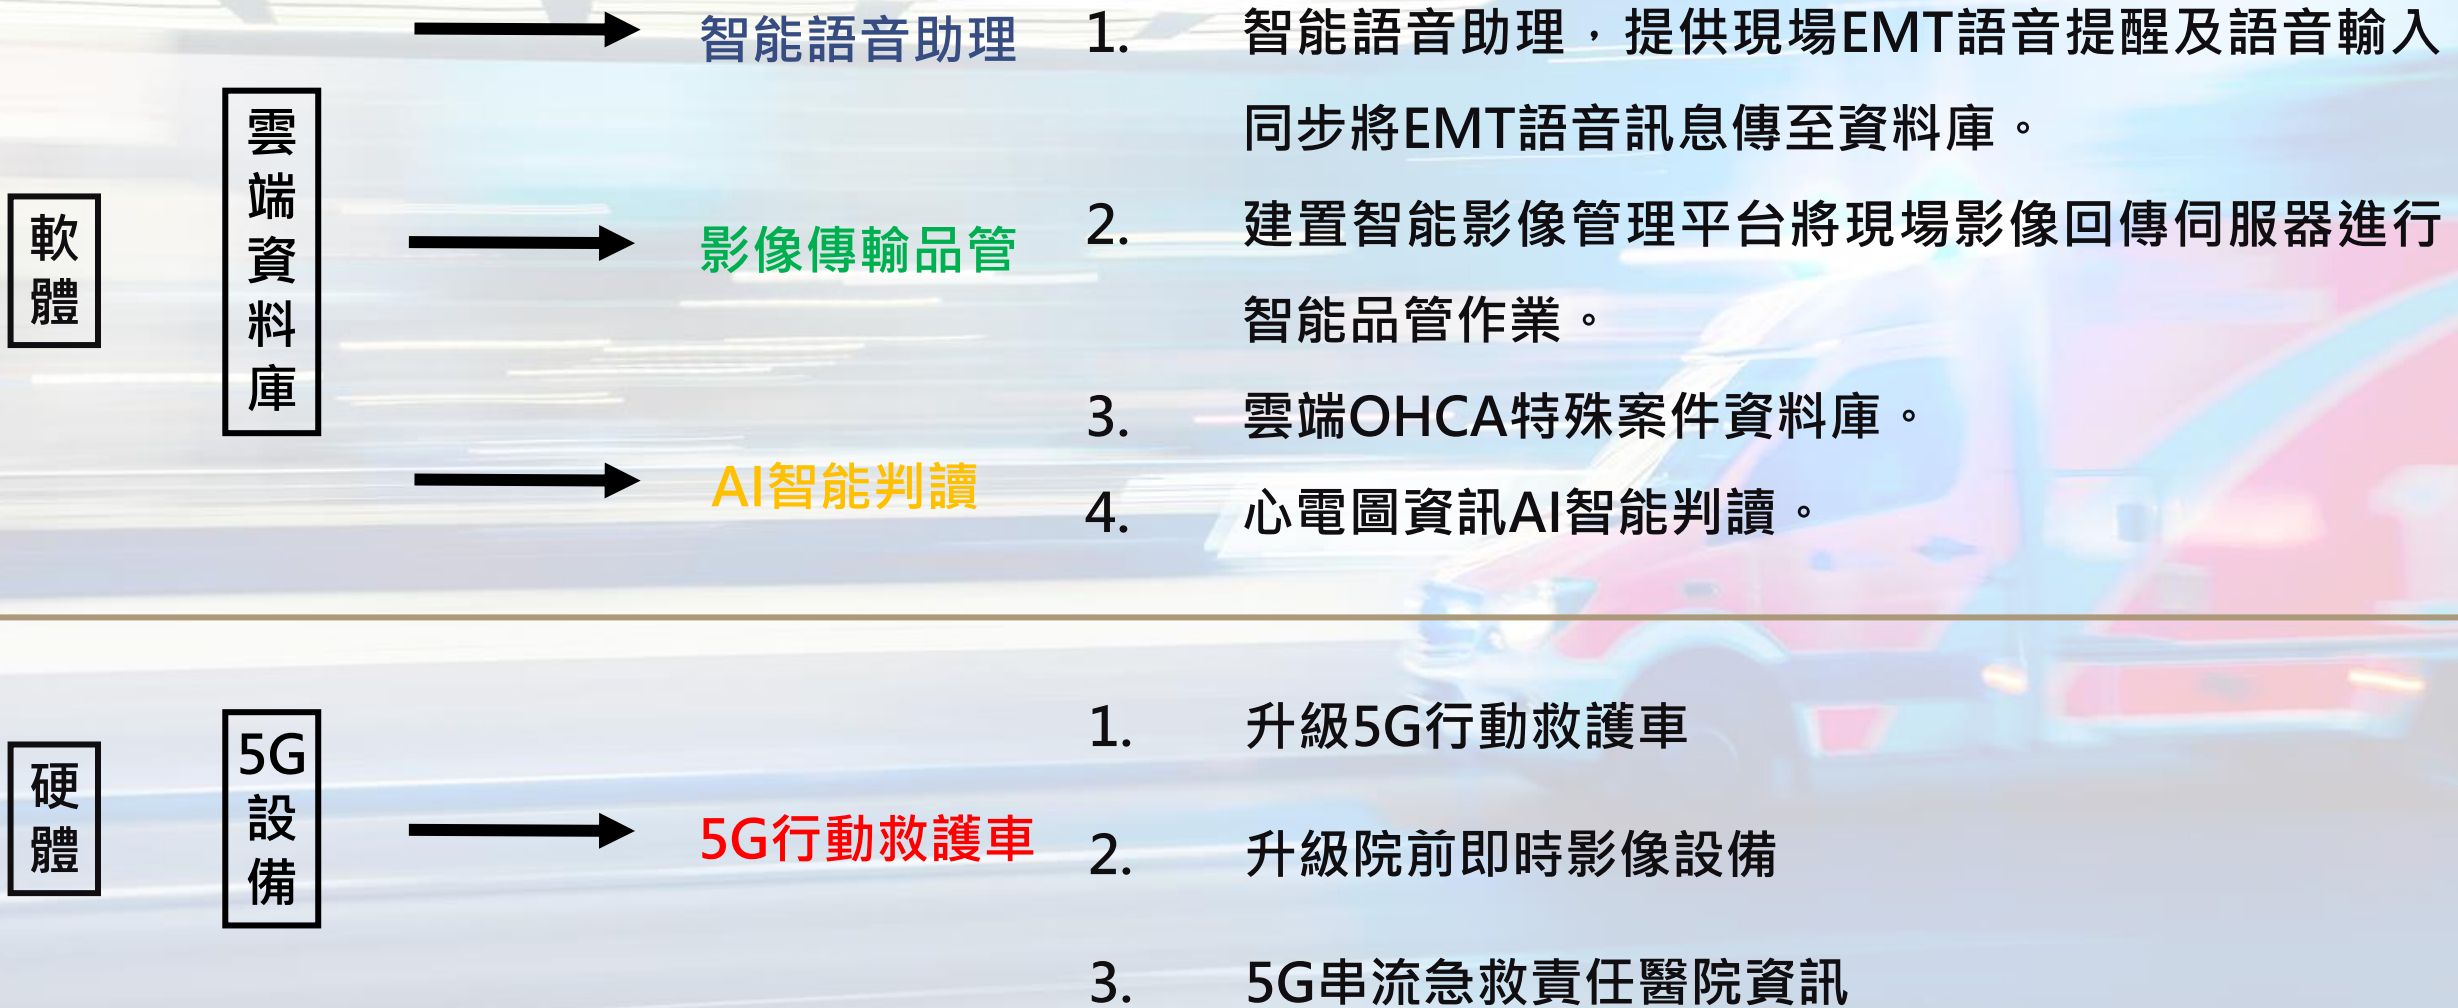 軟體
雲端資料庫
智能語音助理
影像傳輸品管
AI智能判讀
1. 智能語音助理，提供現場EMT語音提醒及語音輸入
同步將EMT語音訊息傳至資料庫。
2. 建置智能影像管理平台將現場影像回傳伺服器進行
智能品管作業。
3. 雲端OHCA特殊案件資料庫。
4. 心電圖資訊AI智能判讀。
硬體
5G設備
5G行動救護車
1. 升級5G行動救護車
2. 升級院前即時影像設備
3. 5G串流急救責任醫院資訊